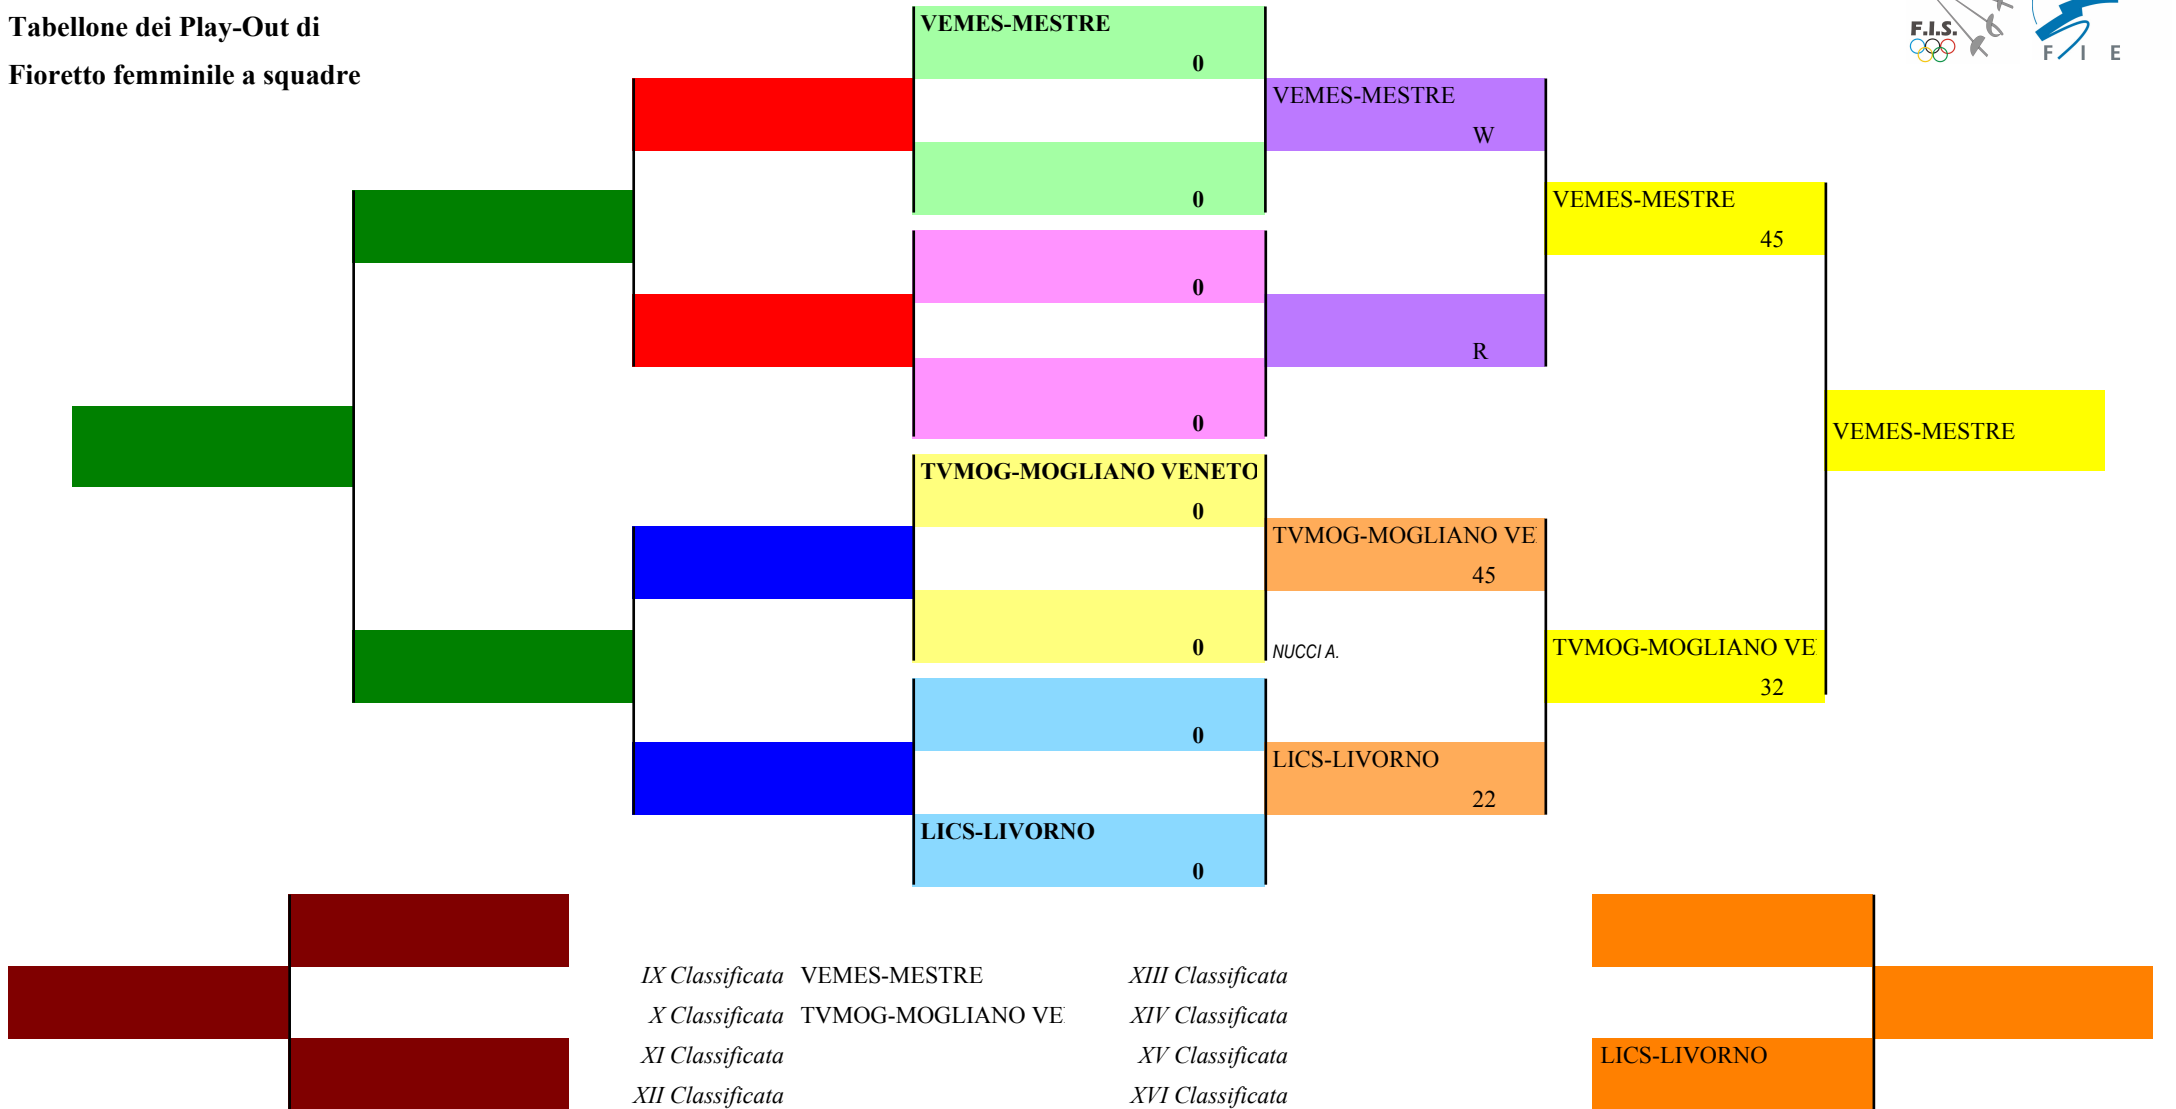 Tabellone dei Play-Out di
Fioretto femminile a squadre
F.I.S.
F I E
VEMES-MESTRE
0
VEMES-MESTRE
W
0
VEMES-MESTRE
45
0
R
0
VEMES-MESTRE
TVMOG-MOGLIANO VENETO
0
TVMOG-MOGLIANO VE
45
0
NUCCI A.
TVMOG-MOGLIANO VE
32
0
LICS-LIVORNO
22
LICS-LIVORNO
0
IX Classificata VEMES-MESTRE XIII Classificata
X Classificata TVMOG-MOGLIANO VE XIV Classificata
XI Classificata XV Classificata LICS-LIVORNO
XII Classificata XVI Classificata